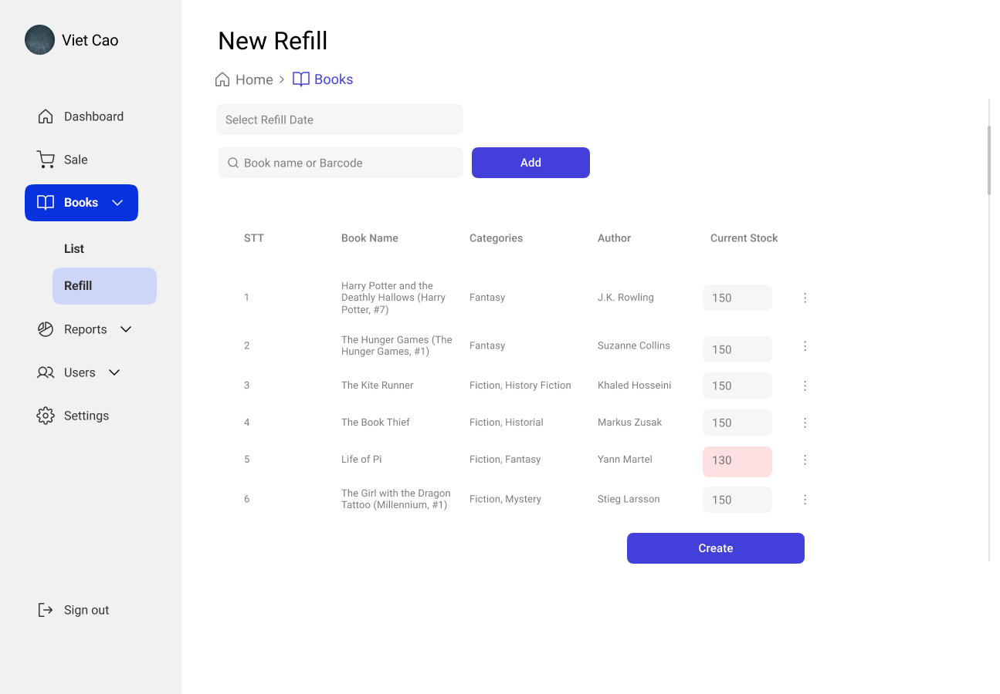 Viet Cao
Dashboard
Sale
Books
List
Refill
Reports
Users
Settings
Sign out
New Refill
Home
Books
Select Refill Date
Book name or Barcode
Add
STT Book Name Categories Author Current Stock
1
Harry Potter and the
Deathly Hallows (Harry
Potter, #7)
Fantasy
J.K. Rowling
150
2
The Hunger Games (The
Hunger Games, #1)
Fantasy
Suzanne Collins
150
3 The Kite Runner Fiction, History Fiction Khaled Hosseini 150
4 The Book Thief Fiction, Historial Markus Zusak 150
5 Life of Pi Fiction, Fantasy Yann Martel 130
6
The Girl with the Dragon
Tattoo (Millennium, #1)
Fiction, Mystery
Stieg Larsson
150
Create